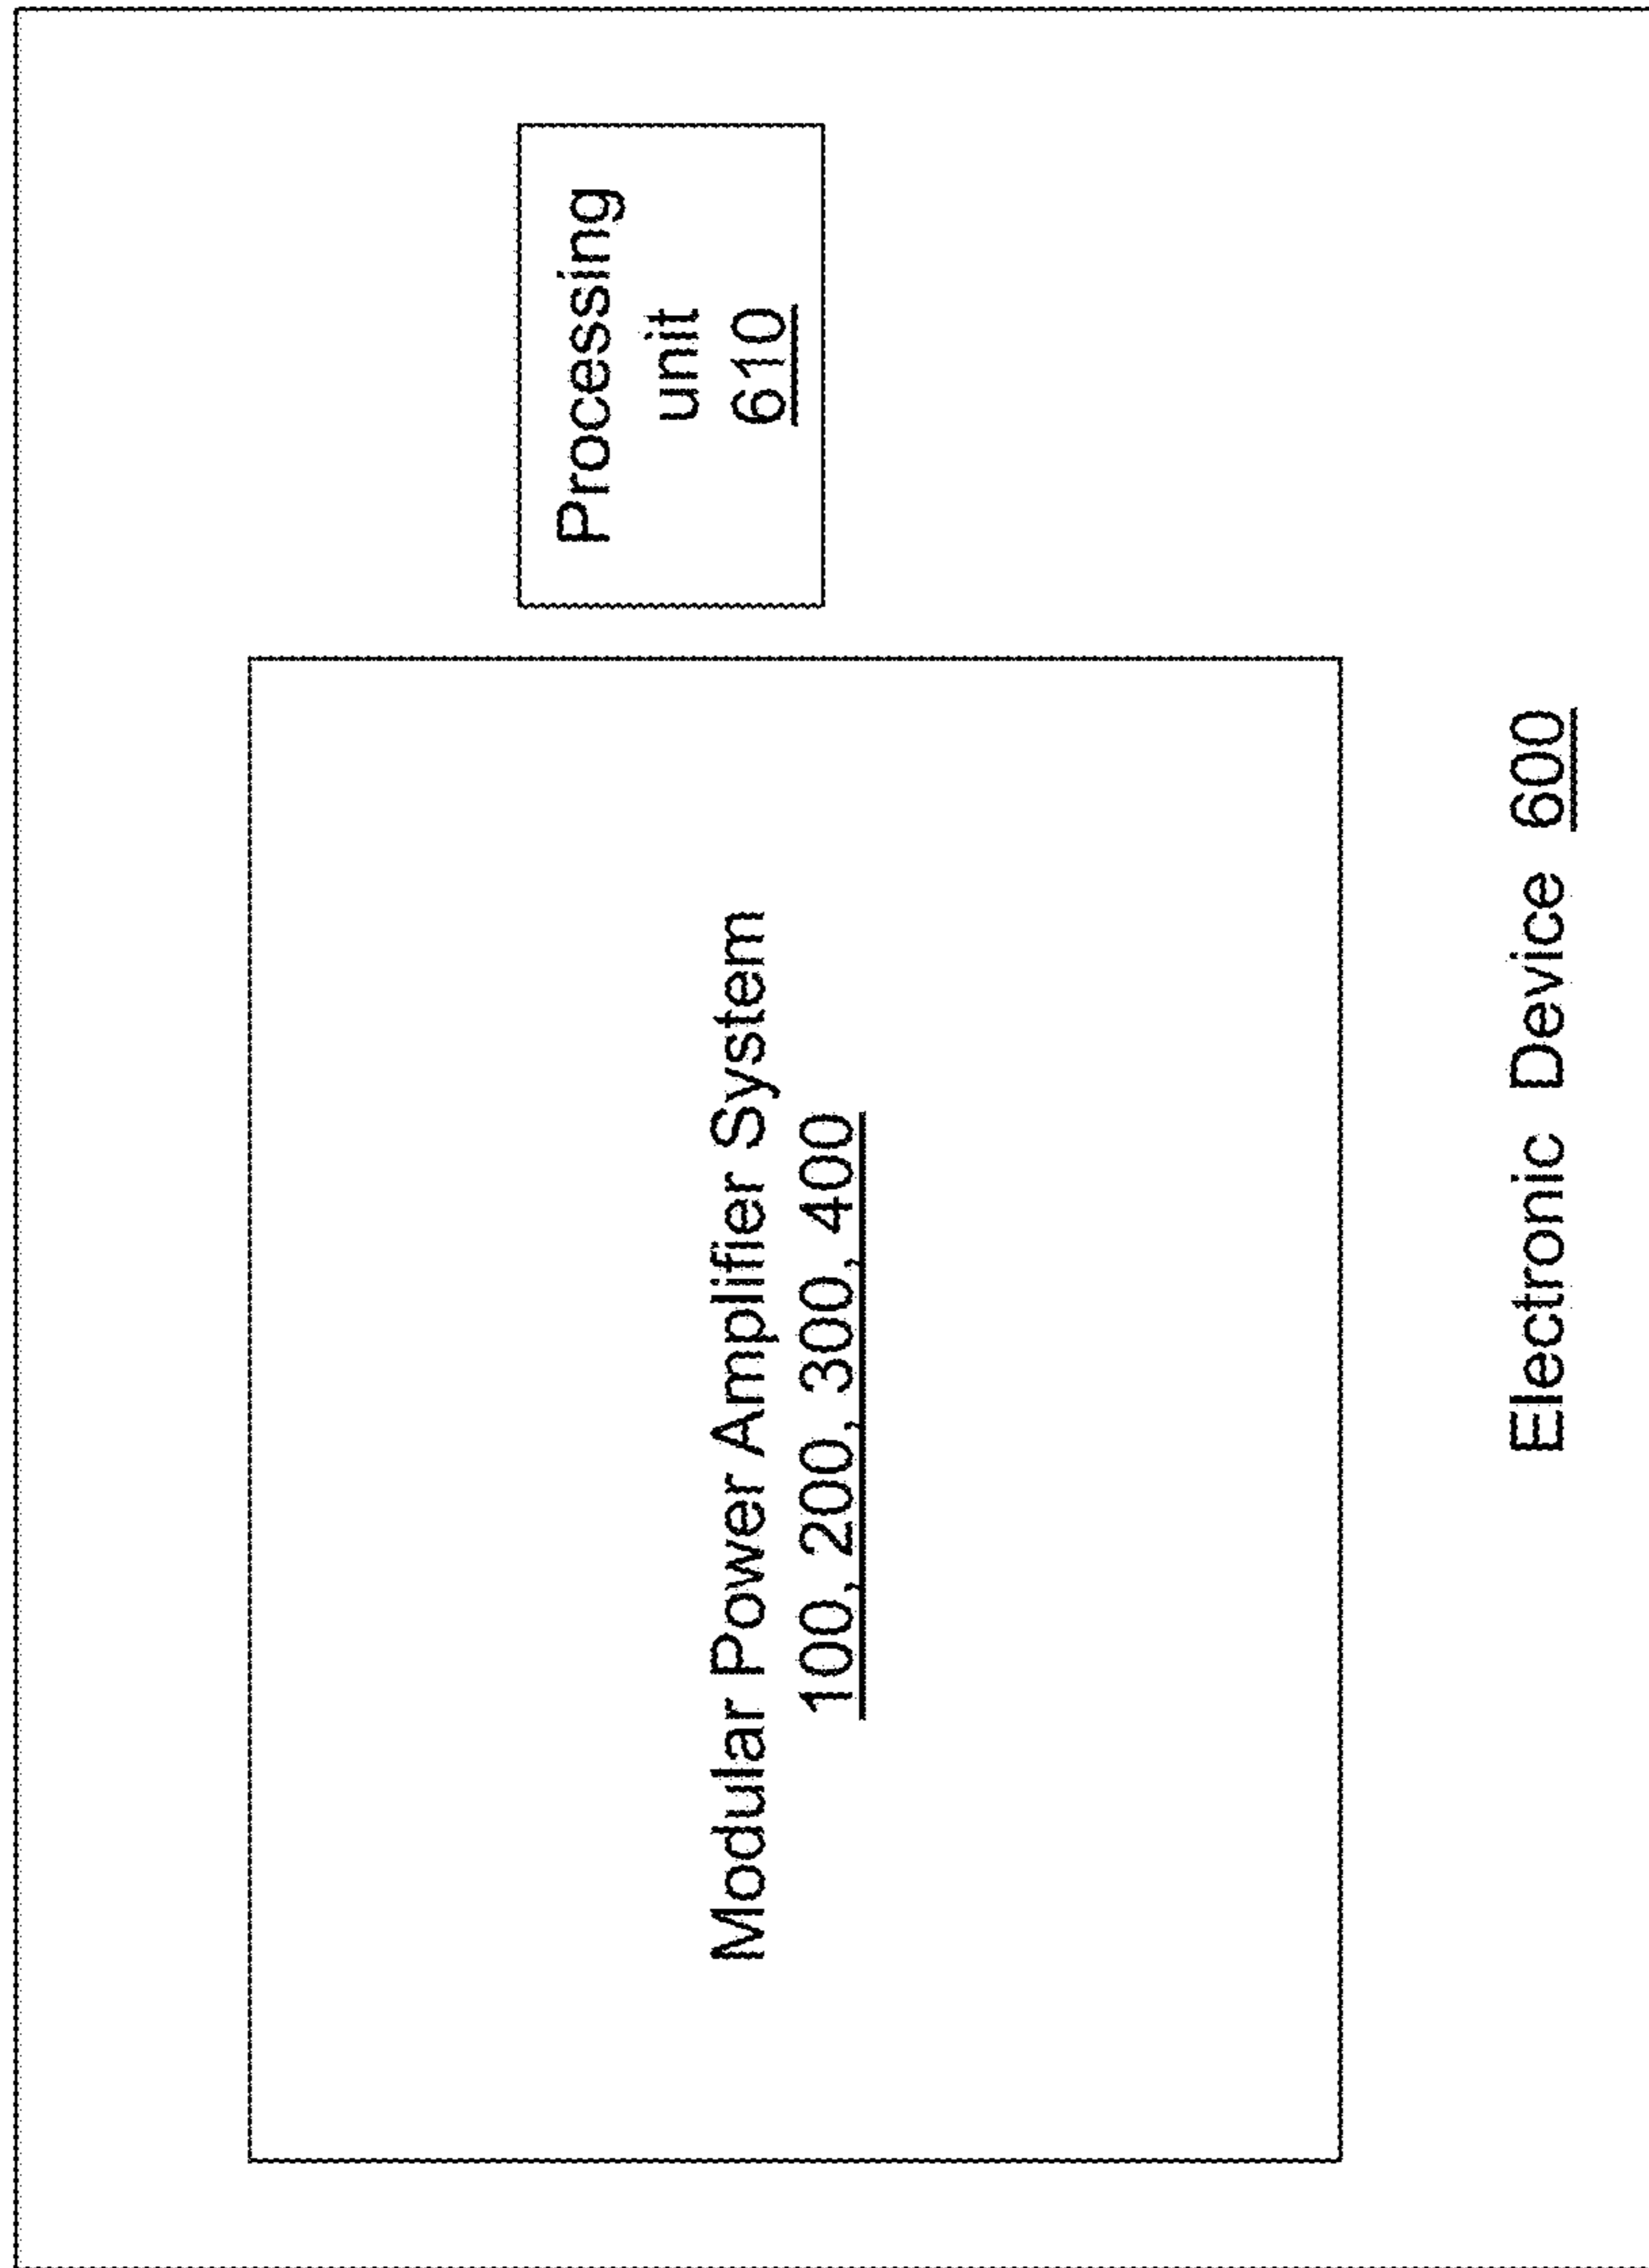 Modular Power Amplifier System
100, 200, 300, 400
Processing
unit
610
Electronic Device 600